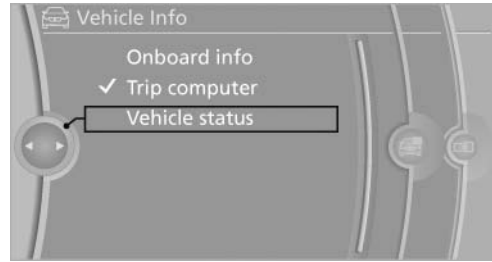 Vehicle Info
Onboard info
✓ Trip computer
Vehicle status